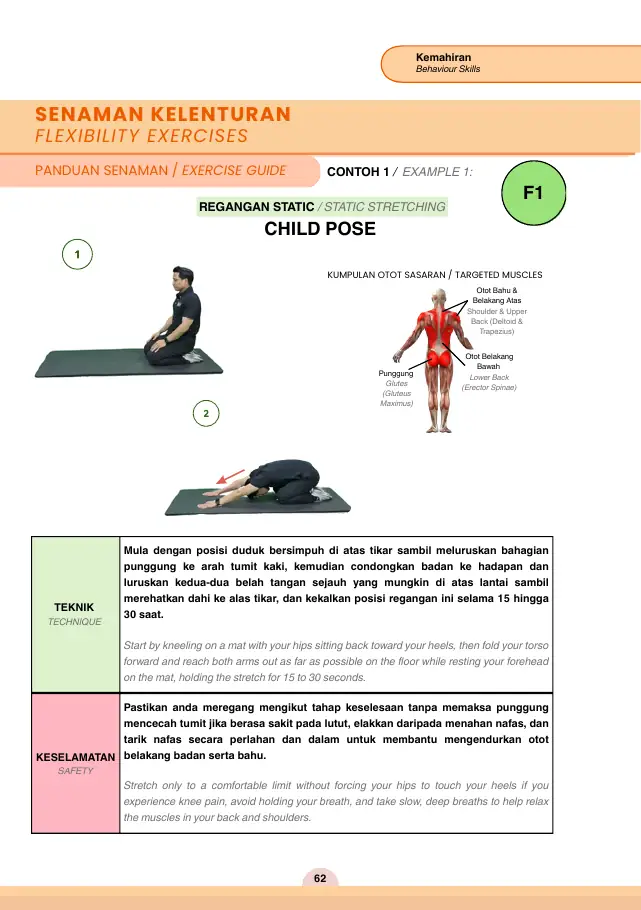 Kemahiran
Behaviour Skills
SENAMAN KELENTURAN
FLEXIBILITY EXERCISES
PANDUAN SENAMAN / EXERCISE GUIDE
CONTOH 1 / EXAMPLE 1:
F1
REGANGAN STATIC / STATIC STRETCHING
CHILD POSE
1
KUMPULAN OTOT SASARAN / TARGETED MUSCLES
Otot Bahu &
Belakang Atas
Shoulder & Upper
Back (Deltoid &
Trapezius)
Otot Belakang
Bawah
Lower Back
(Erector Spinae)
Punggung
Glutes
(Gluteus
Maximus)
2
TEKNIK
TECHNIQUE
Mula dengan posisi duduk bersimpuh di atas tikar sambil meluruskan bahagian
punggung ke arah tumit kaki, kemudian condongkan badan ke hadapan dan
luruskan kedua-dua belah tangan sejauh yang mungkin di atas lantai sambil
merehatkan dahi ke alas tikar, dan kekalkan posisi regangan ini selama 15 hingga
30 saat.
Start by kneeling on a mat with your hips sitting back toward your heels, then fold your torso
forward and reach both arms out as far as possible on the floor while resting your forehead
on the mat, holding the stretch for 15 to 30 seconds.
KESELAMATAN
SAFETY
Pastikan anda meregang mengikut tahap keselesaan tanpa memaksa punggung
mencecah tumit jika berasa sakit pada lutut, elakkan daripada menahan nafas, dan
tarik nafas secara perlahan dan dalam untuk membantu mengendurkan otot
belakang badan serta bahu.
Stretch only to a comfortable limit without forcing your hips to touch your heels if you
experience knee pain, avoid holding your breath, and take slow, deep breaths to help relax
the muscles in your back and shoulders.
62